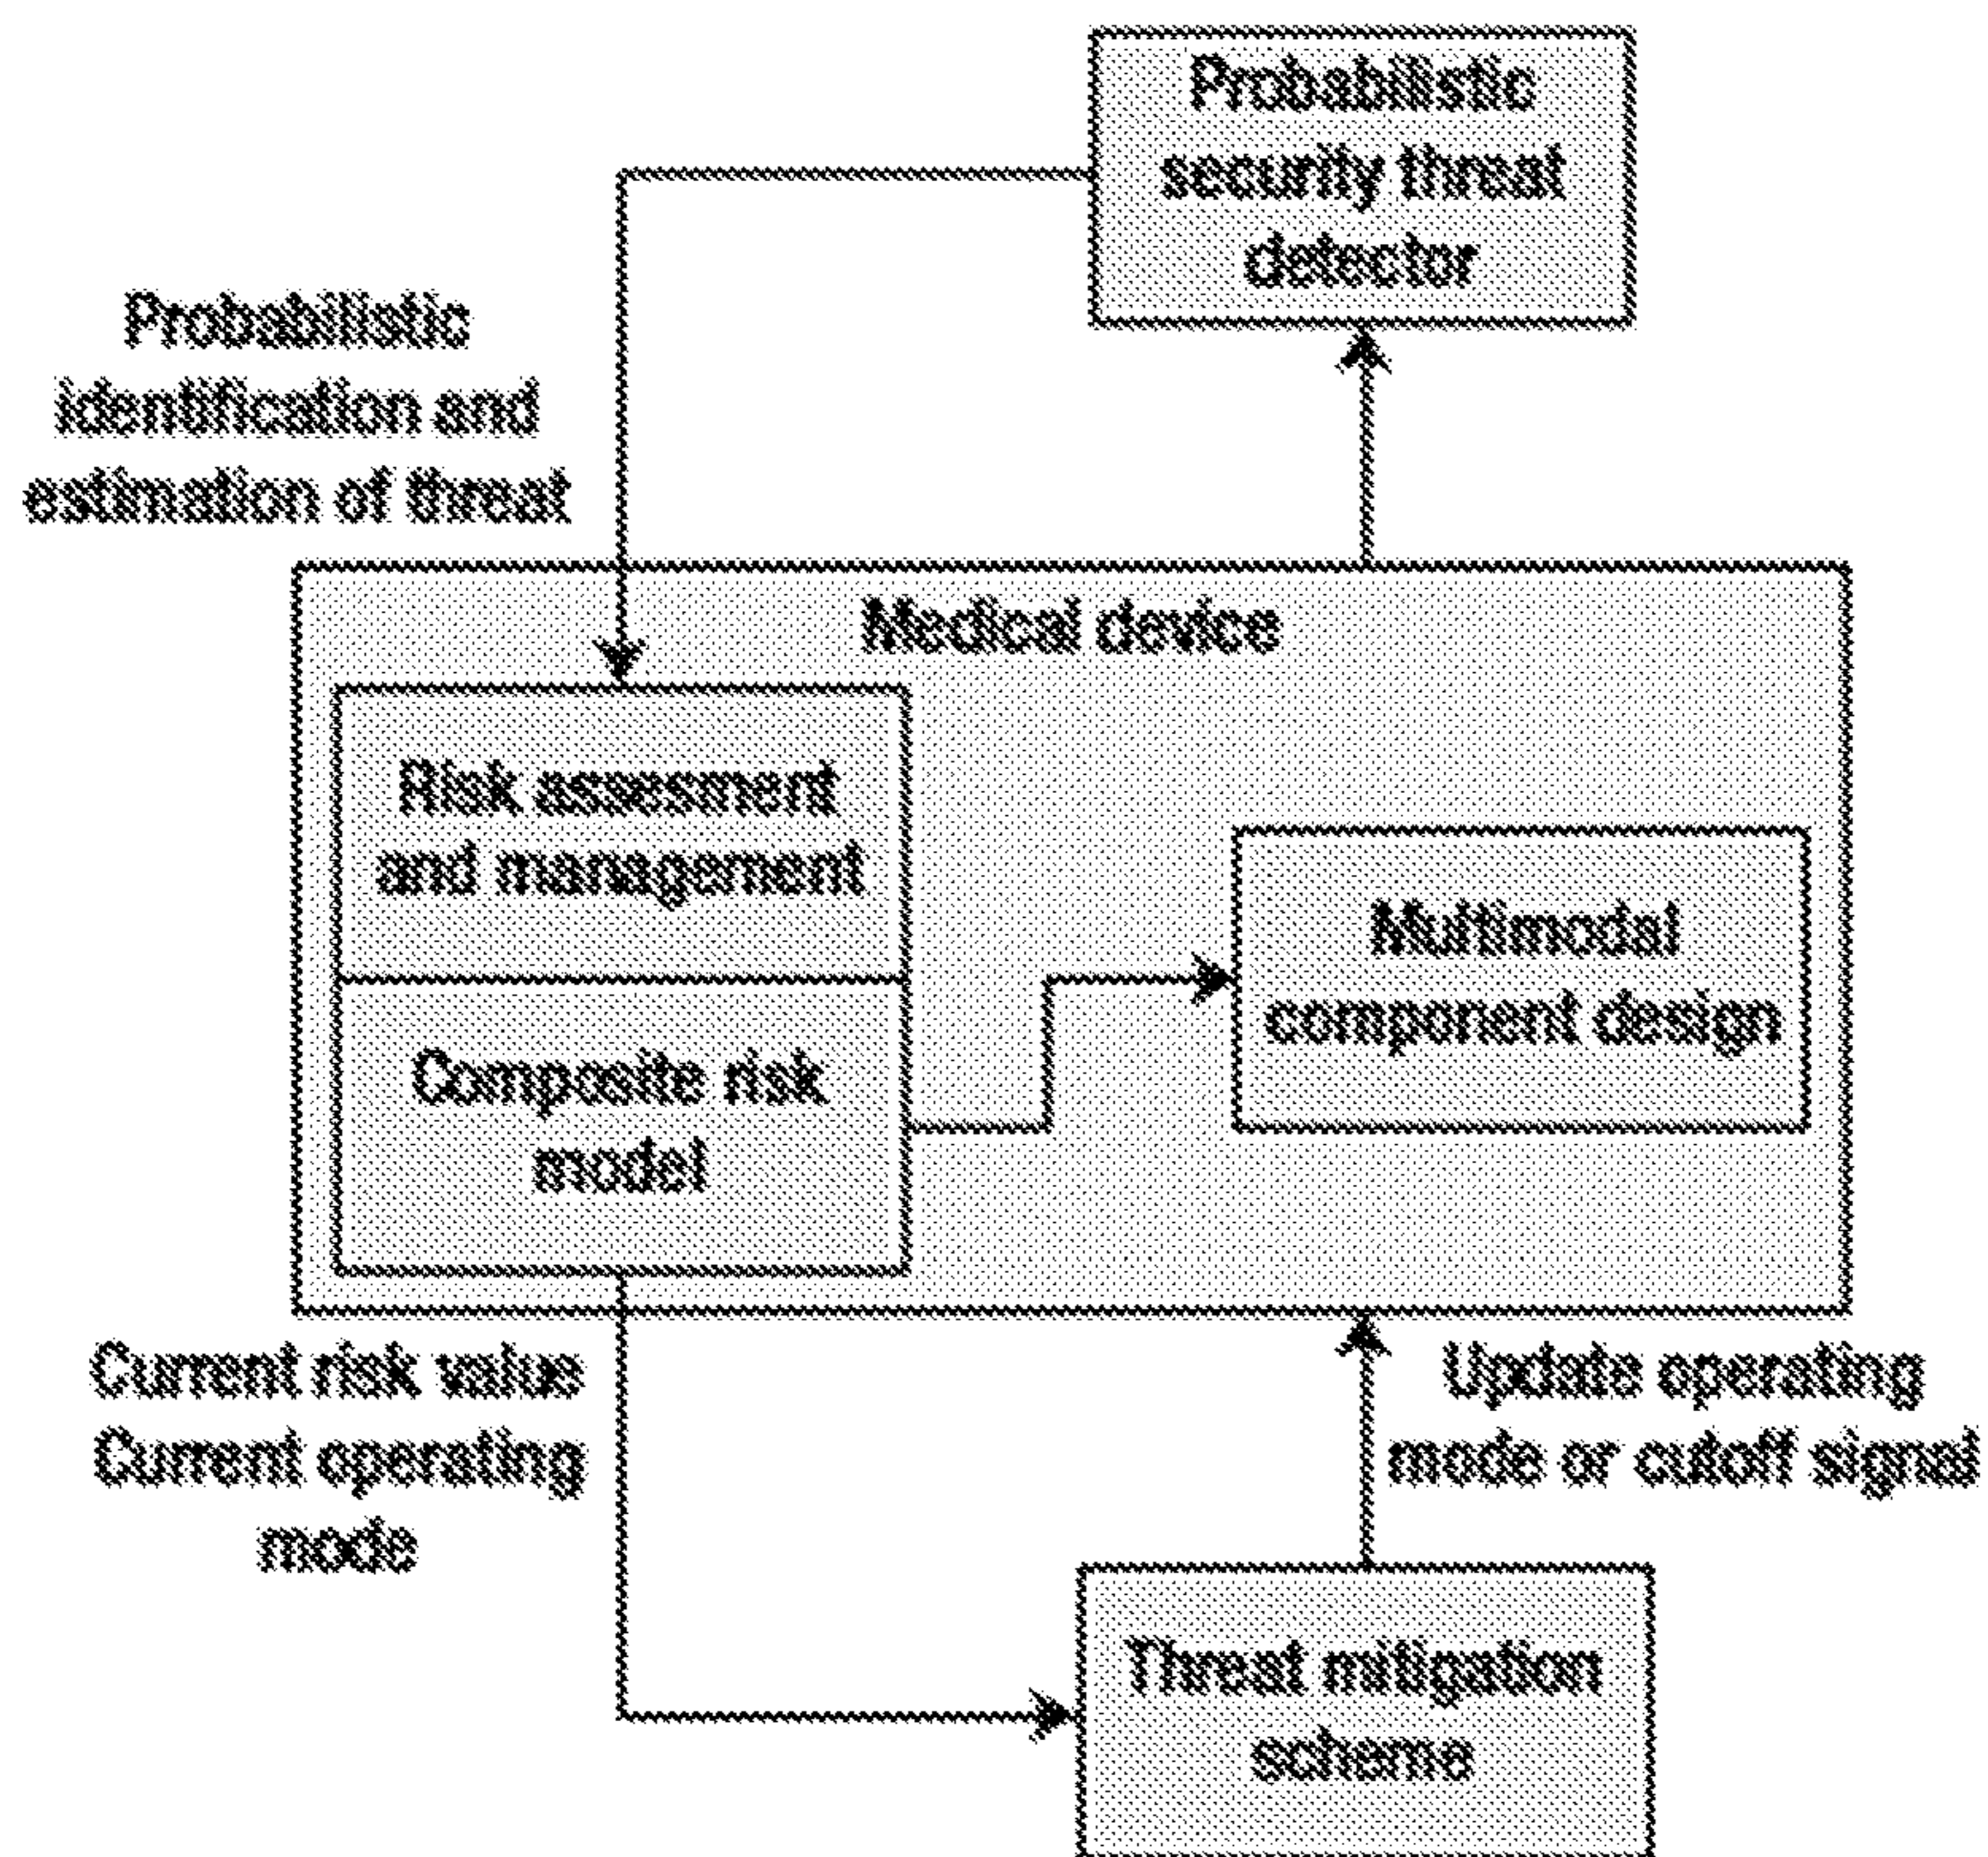 Probabilistic
security threat
detector
Probabilistic
identification and
estimation of threat
Medical device
Risk assesment
and management
Composite risk
model
Multimodal
component design
Current risk value
Current operating
mode
Update operating
mode or cutoff signal
Threat mitigation
scheme